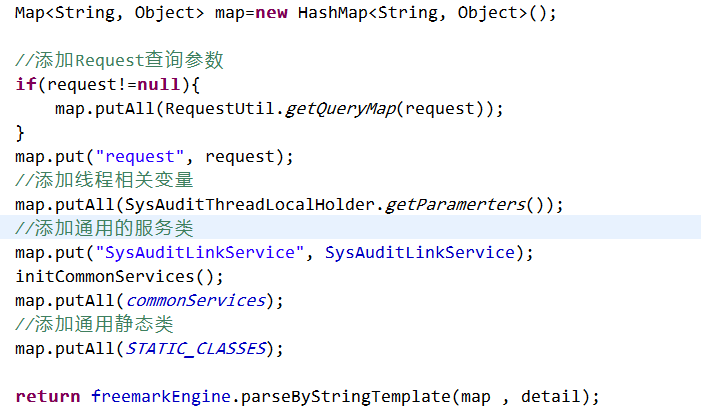 Map<String, Object> map=new HashMap<String, Object>();
//添加Request查询参数
if(request!=null){
map.putAll(RequestUtil.getQueryMap(request));
}
map.put("request", request);
//添加线程相关变量
map.putAll(SysAuditThreadLocalHolder.getParamerters());
//添加通用的服务类
map.put("SysAuditLinkService", SysAuditLinkService);
initCommonServices();
map.putAll(commonServices);
//添加通用静态类
map.putAll(STATIC_CLASSES);
return freemarkEngine.parseByStringTemplate(map , detail);